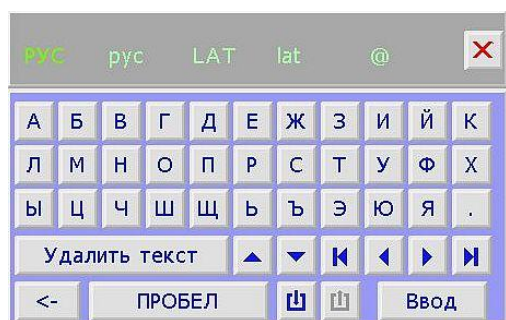 РУС рус LAT lat @
А Б В Г Д Е Ж З И Й К
Л М Н О П Р С Т У Ф Х
Ы Ц Ч Ш Щ Ь Ъ Э Ю Я .
Удалить текст
<- ПРОБЕЛ Ввод